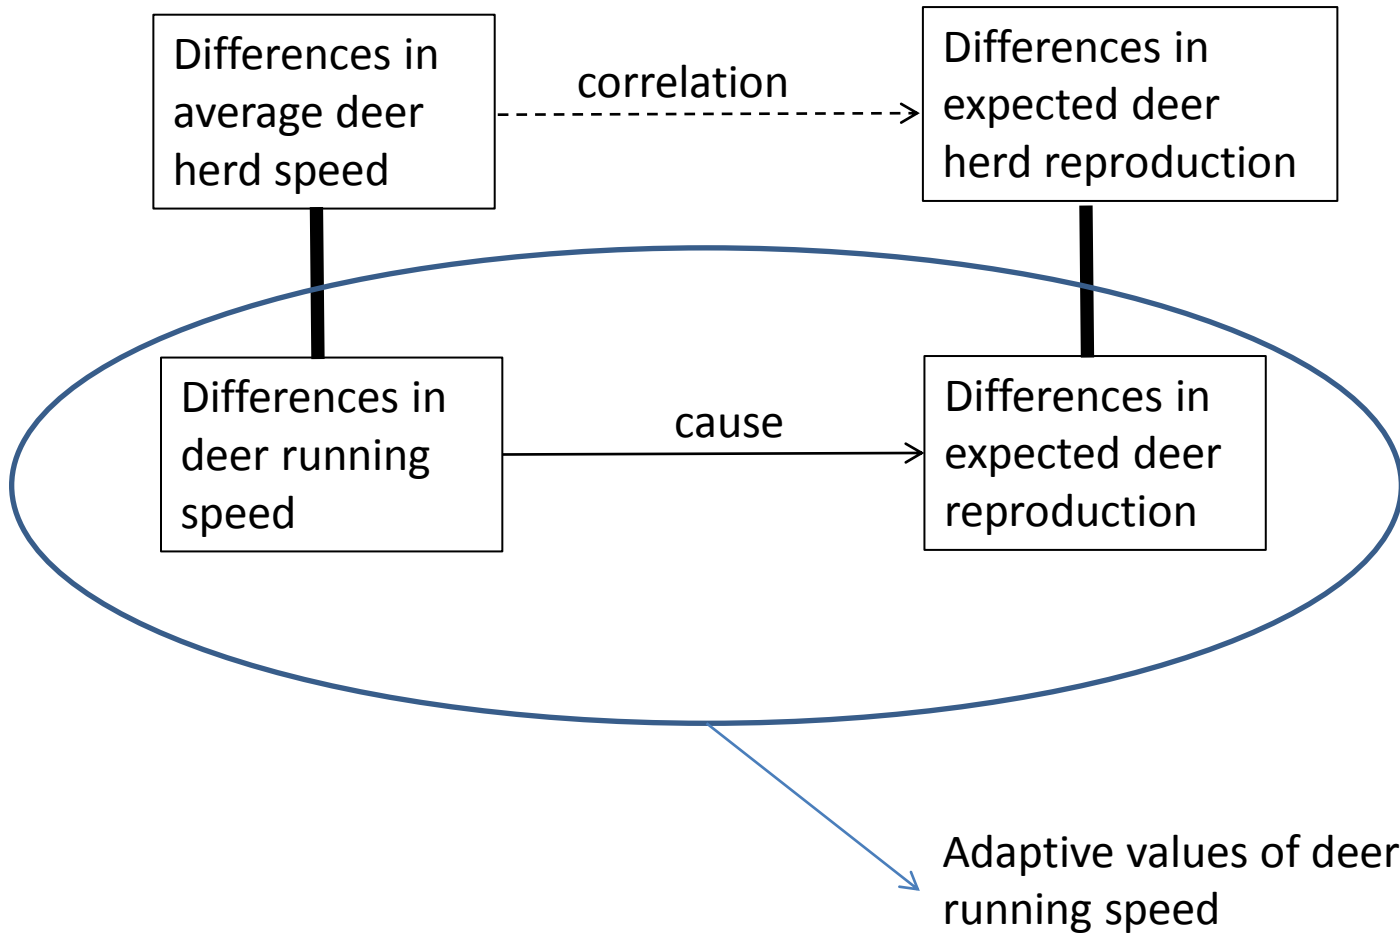 Differences in
average deer
herd speed
correlation
Differences in
expected deer
herd reproduction
Differences in
deer running
speed
cause
Differences in
expected deer
reproduction
Adaptive values of deer
running speed